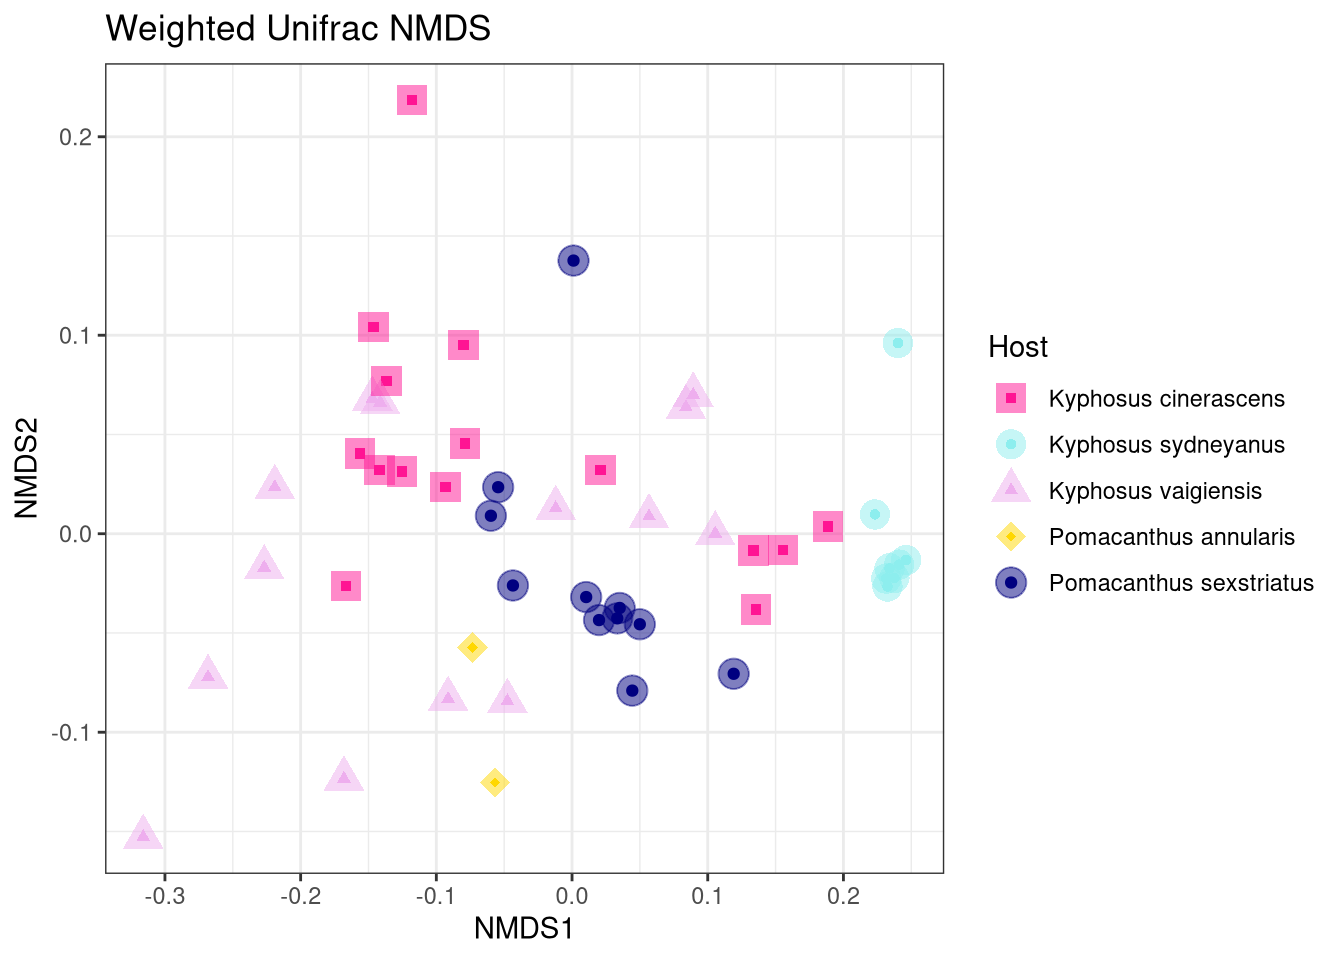 Weighted Unifrac NMDS
NMDS2
0.2
0.1
0.0
-0.1
-0.3
-0.2
-0.1
0.0
0.1
0.2
NMDS1
Host
Kyphosus cinerascens
Kyphosus sydneyanus
Kyphosus vaigiensis
Pomacanthus annularis
Pomacanthus sexstriatus